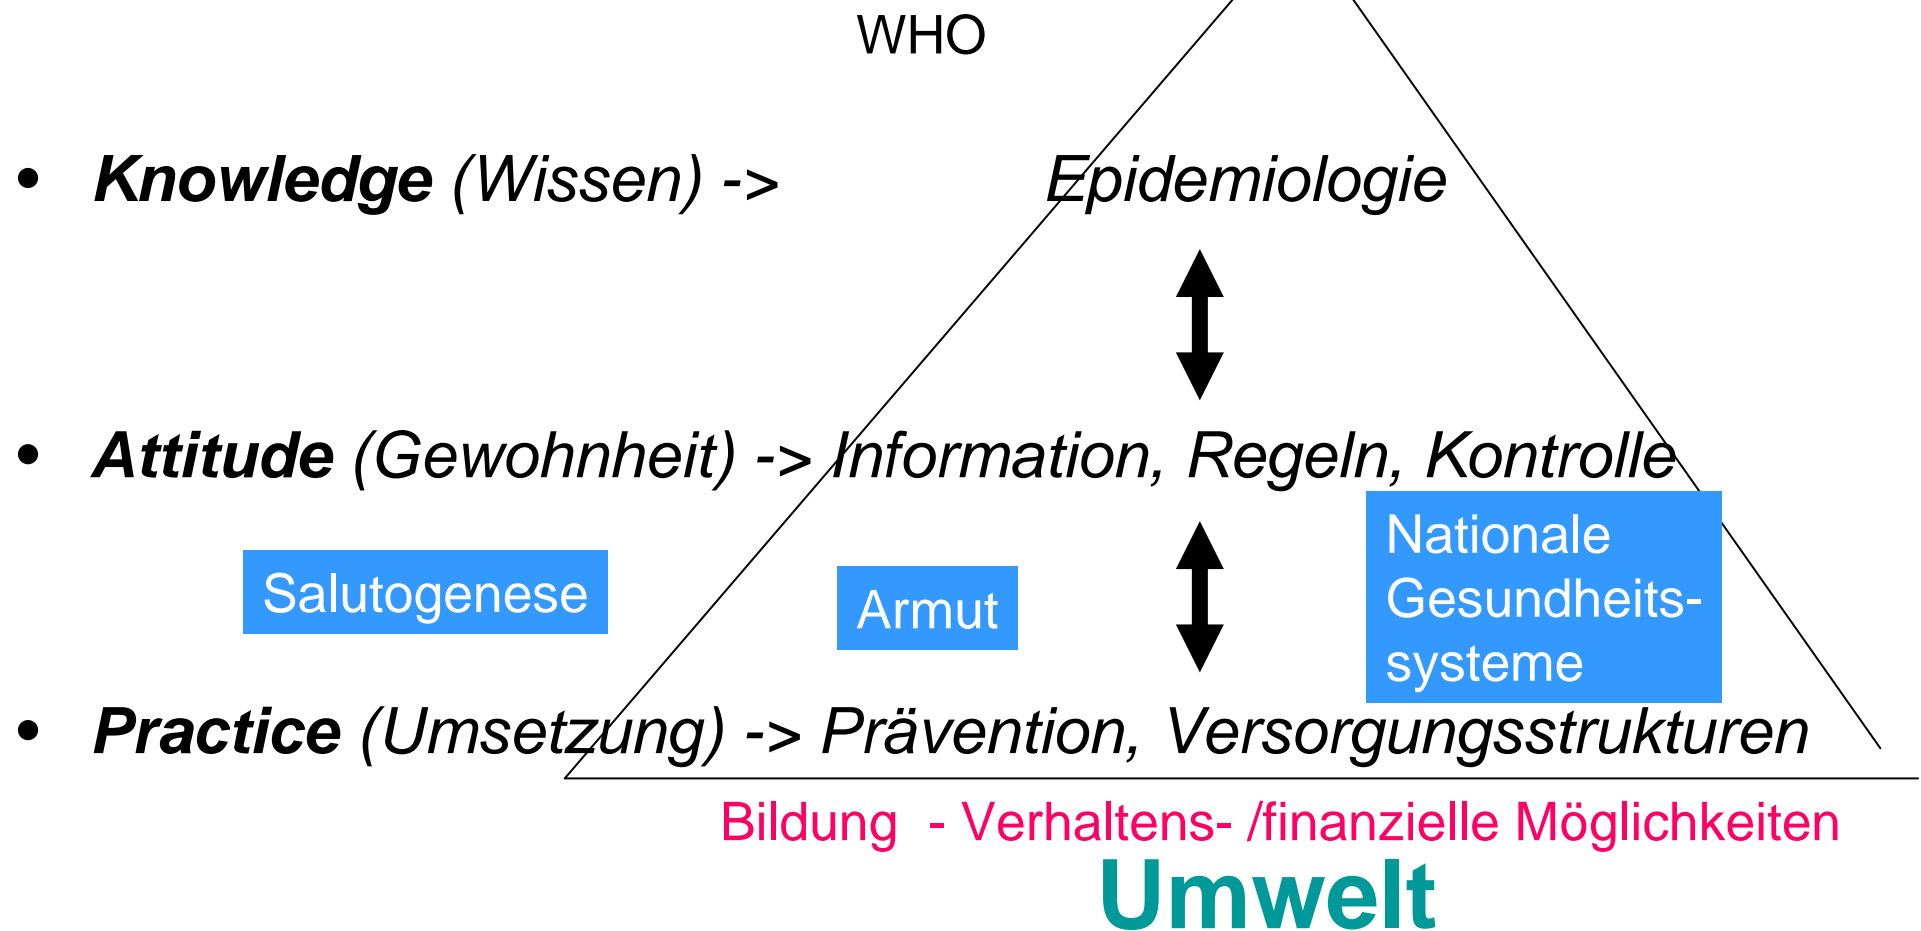 WHO
• Knowledge (Wissen) -> Epidemiologie
• Attitude (Gewohnheit) -> Information, Regeln, Kontrolle
Salutogenese
Armut
Nationale
Gesundheits-
systeme
• Practice (Umsetzung) -> Prävention, Versorgungsstrukturen
Bildung - Verhaltens- /finanzielle Möglichkeiten
Umwelt